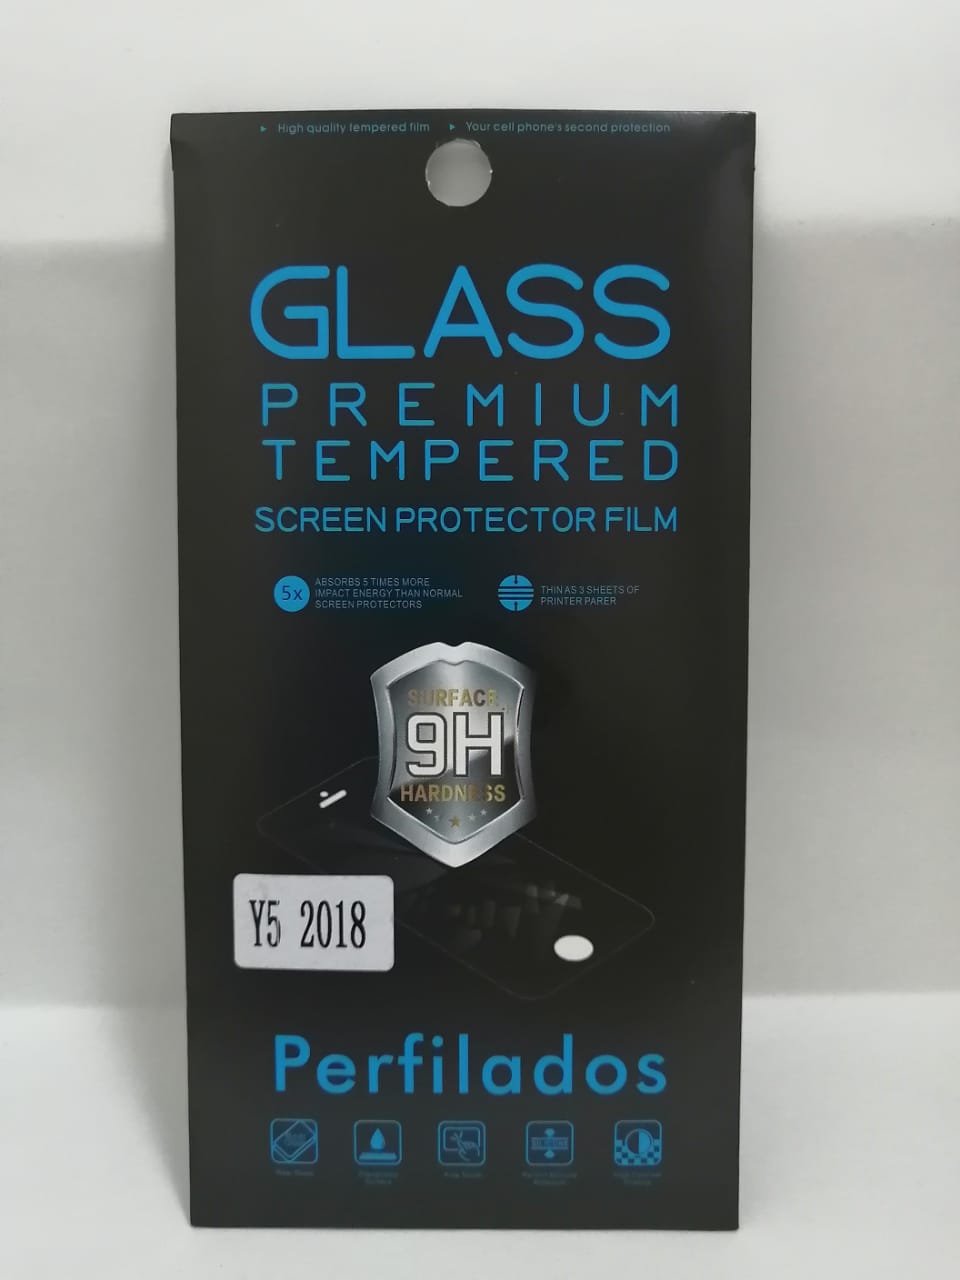 ▸ High quality tempered film ▸ Your cell phone's second protection
GLASS
PREMIUM
TEMPERED
SCREEN PROTECTOR FILM
5x
ABSORBS 5 TIMES MORE
IMPACT ENERGY THAN NORMAL
SCREEN PROTECTORS
THIN AS 3 SHEETS OF
PRINTER PARER
SURFACE
9H
HARDNESS
Y5 2018
Perfilados